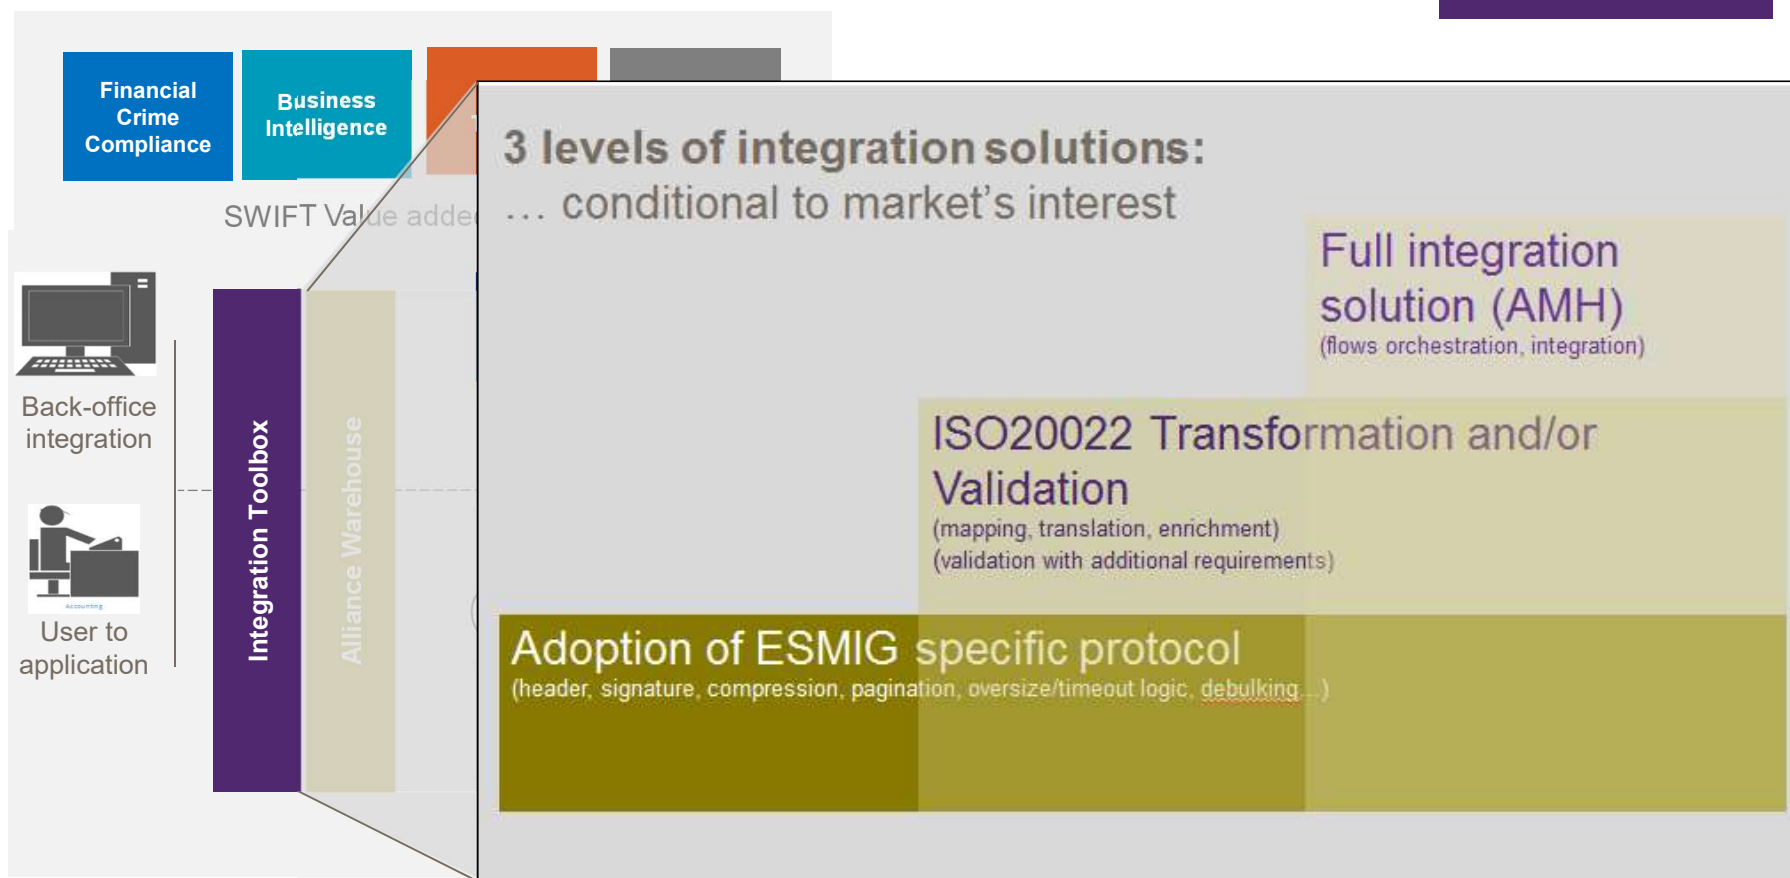 Financial
Crime
Compliance
Business
Intelligence
SWIFT Value added
3 levels of integration solutions:
… conditional to market's interest
Full integration
solution (AMH)
(flows orchestration, integration)
ISO20022 Transformation and/or
Validation
(mapping, translation, enrichment)
(validation with additional requirements)
Adoption of ESMIG specific protocol
(header, signature, compression, pagination, oversize/timeout logic, debulking…)
Back-office
integration
Accounting
User to
application
Integration Toolbox
Alliance Warehouse